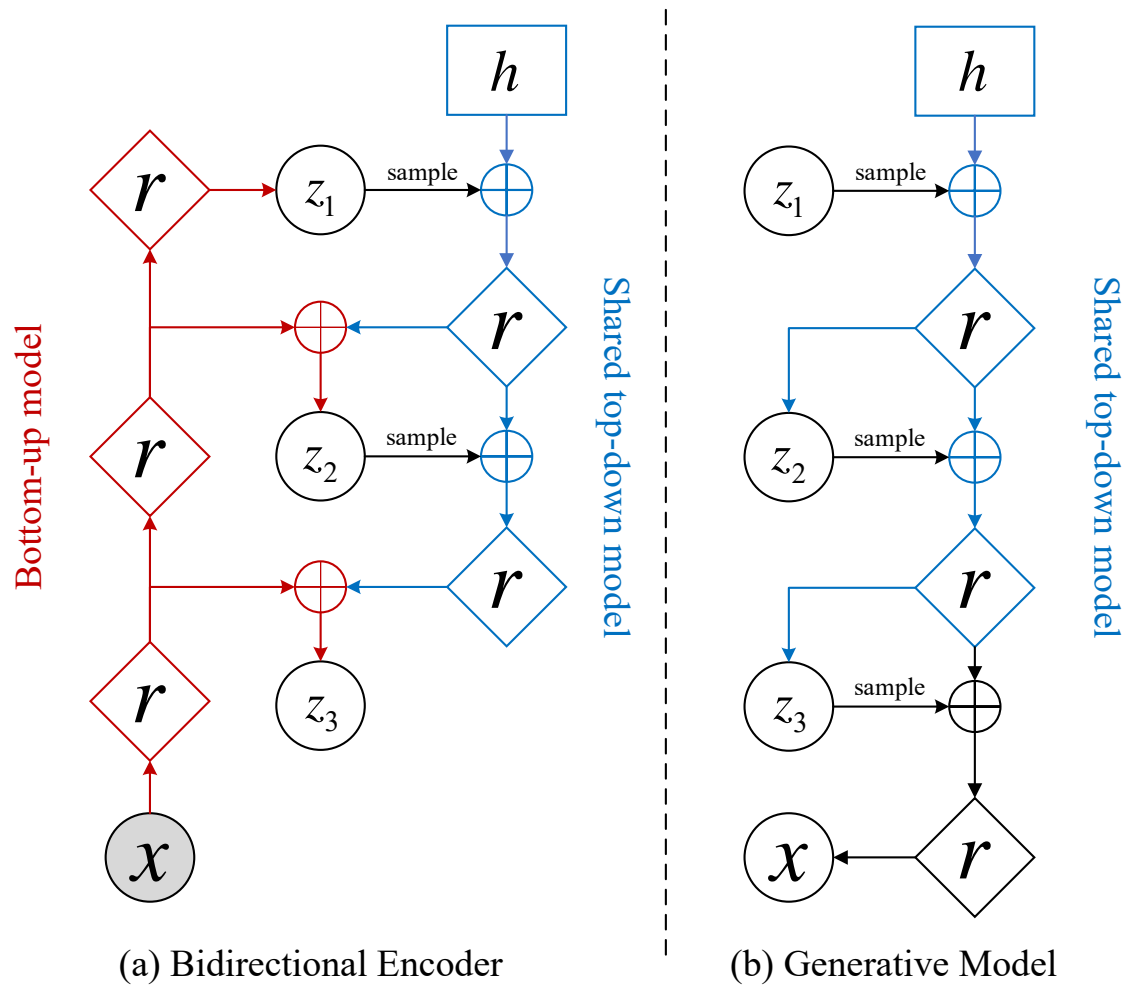 h
r
z1
sample
r
z2
sample
r
r
z3
r
x
Bottom-up model
Shared top-down model
(a) Bidirectional Encoder
h
z1
sample
r
z2
sample
r
z3
sample
x
r
Shared top-down model
(b) Generative Model